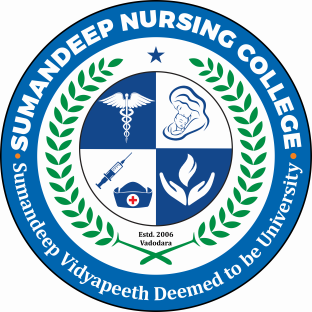 SUMANDEEP NURSING COLLEGE
Estd. 2006
Vadodara
Sumandeep Vidyapeeth Deemed to be University